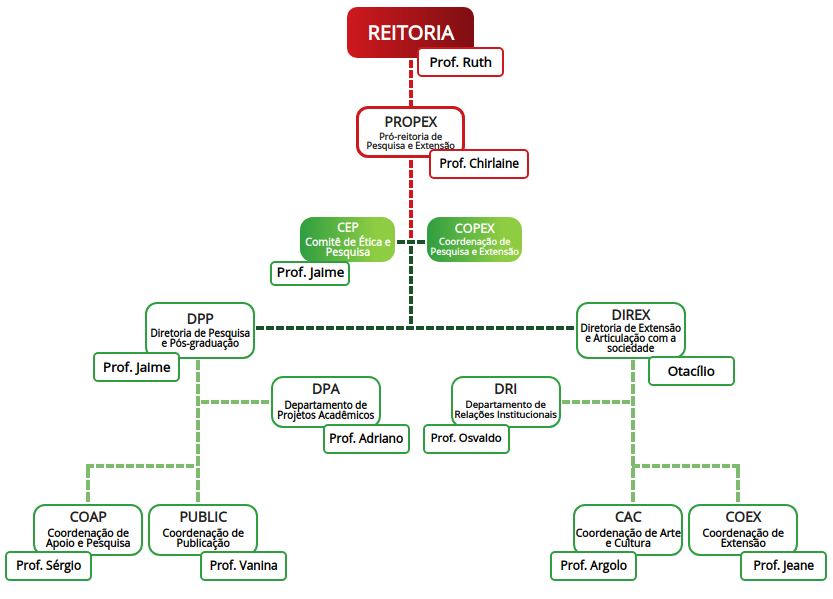 REITORIA
Prof. Ruth
PROPEX
Pró-reitoria de
Pesquisa e Extensão
Prof. Chirlaine
CEP
Comitê de Ética e
Pesquisa
Prof. Jaime
COPEX
Coordenação de
Pesquisa e Extensão
DPP
Diretoria de Pesquisa
e Pós-graduação
Prof. Jaime
DIREX
Diretoria de Extensão
e Articulação com a
sociedade
Otacílio
DPA
Departamento de
Projetos Acadêmicos
Prof. Adriano
DRI
Departamento de
Relações Institucionais
Prof. Osvaldo
COAP
Coordenação de
Apoio e Pesquisa
Prof. Sérgio
PUBLIC
Coordenação de
Publicação
Prof. Vanina
CAC
Coordenação de Arte
e Cultura
Prof. Argolo
COEX
Coordenação de
Extensão
Prof. Jeane